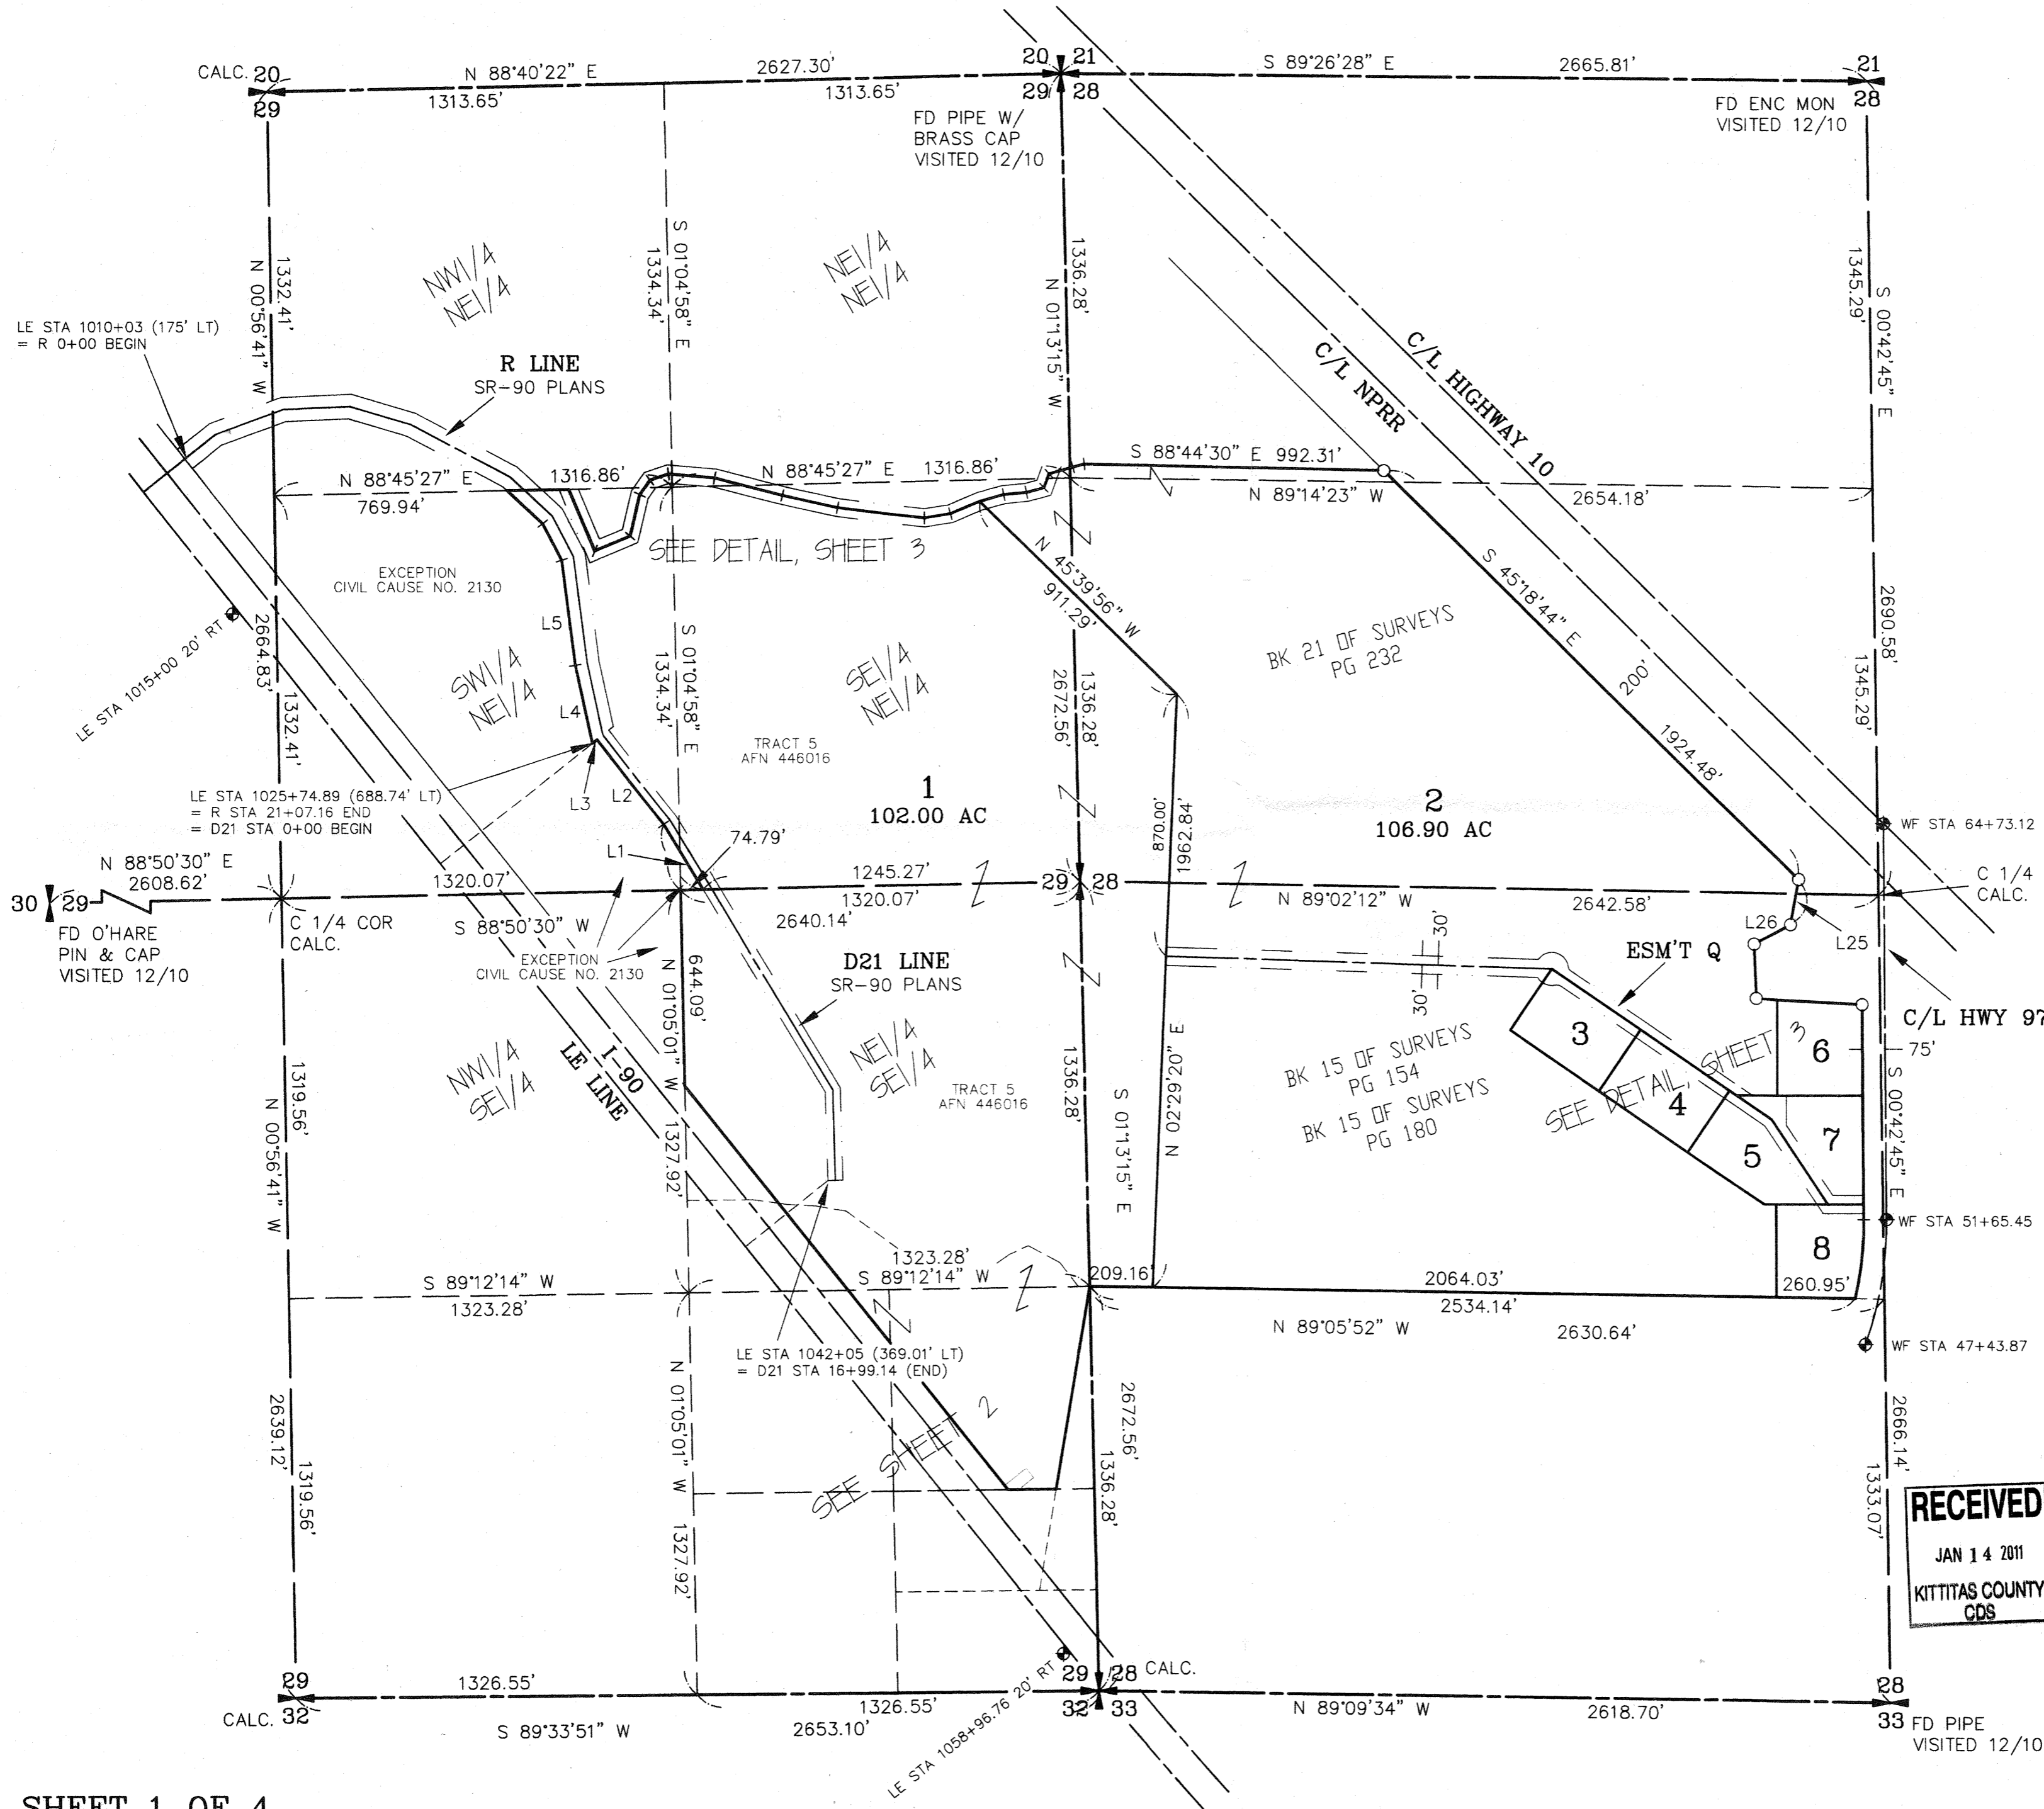 CALC. 20
29
N 88°40'22" E
2627.30'
1313.65'
1313.65'
20 21
29 28
S 89°26'28" E
2665.81'
21
28
FD PIPE W/
BRASS CAP
VISITED 12/10
FD ENC MON
VISITED 12/10
1332.41'
N 00°56'41" W
NW1/4
NE1/4
S 01°04'58" E
1334.34'
NE1/4
NE1/4
1336.28'
N 01°13'15" W
1345.29'
S 00°42'45" E
LE STA 1010+03 (175' LT)
= R 0+00 BEGIN
R LINE
SR-90 PLANS
C/L HIGHWAY 10
C/L NPRR
N 88°45'27" E
1316.86'
769.94'
N 88°45'27" E
1316.86'
S 88°44'30" E 992.31'
N 89°14'23" W
2654.18'
SEE DETAIL, SHEET 3
EXCEPTION
CIVIL CAUSE NO. 2130
N 45°39'56" W
911.29'
S 45°18'44" E
200'
1924.48'
2690.58'
1345.29'
L5
LE STA 1015+00 20' RT
2664.83'
1332.41'
SW1/4
NE1/4
S 01°04'58" E
1334.34'
SE1/4
NE1/4
2672.56'
1336.28'
BK 21 OF SURVEYS
PG 232
L4
TRACT 5
AFN 446016
L3
L2
LE STA 1025+74.89 (688.74' LT)
= R STA 21+07.16 END
= D21 STA 0+00 BEGIN
1
102.00 AC
870.00'
1962.84'
2
106.90 AC
WF STA 64+73.12
74.79'
L1
N 88°50'30" E
2608.62'
30 29
FD O'HARE
PIN & CAP
VISITED 12/10
1320.07'
1245.27'
1320.07'
2640.14'
S 88°50'30" W
C 1/4 COR
CALC.
29 28
N 89°02'12" W
2642.58'
C 1/4
CALC.
L26
L25
EXCEPTION
CIVIL CAUSE NO. 2130
N 01°05'01" W
644.09'
D21 LINE
SR-90 PLANS
30'
30'
ESM'T Q
C/L HWY 97
75'
3
6
4
7
5
8
SEE DETAIL, SHEET 3
S 00°42'45" E
NW1/4
SE1/4
I-90
LE LINE
NE1/4
SE1/4
TRACT 5
AFN 446016
1336.28'
S 01°13'15" E
N 02°29'20" E
BK 15 OF SURVEYS
PG 154
BK 15 OF SURVEYS
PG 180
1319.56'
N 00°56'41" W
1327.92'
WF STA 51+65.45
S 89°12'14" W
1323.28'
1323.28'
S 89°12'14" W
209.16'
2064.03'
260.95'
2534.14'
N 89°05'52" W
2630.64'
WF STA 47+43.87
LE STA 1042+05 (369.01' LT)
= D21 STA 16+99.14 (END)
2639.12'
1319.56'
N 01°05'01" W
1327.92'
SEE SHEET 2
2672.56'
1336.28'
2666.14'
1333.07'
RECEIVED
JAN 14 2011
KITTITAS COUNTY
CDS
29
CALC. 32
1326.55'
S 89°33'51" W
1326.55'
2653.10'
LE STA 1058+96.76 20' RT
29 28 CALC.
32 33
N 89°09'34" W
2618.70'
28
33 FD PIPE
VISITED 12/10
SHEET 1 OF 4